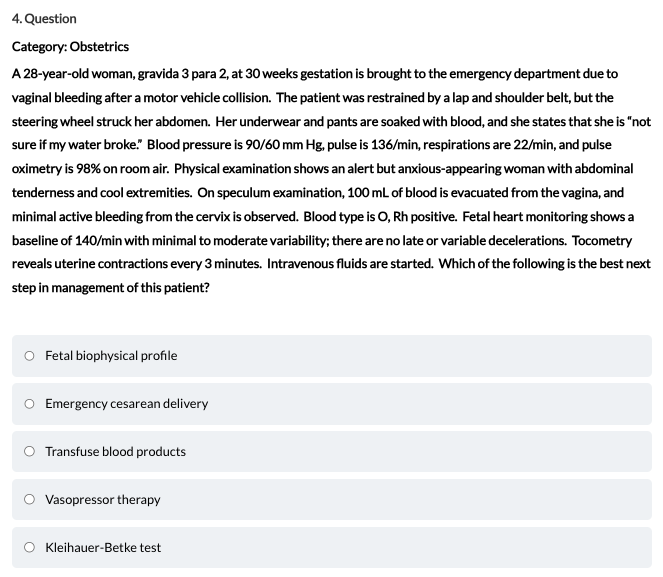 4. Question
Category: Obstetrics
A 28-year-old woman, gravida 3 para 2, at 30 weeks gestation is brought to the emergency department due to
vaginal bleeding after a motor vehicle collision. The patient was restrained by a lap and shoulder belt, but the
steering wheel struck her abdomen. Her underwear and pants are soaked with blood, and she states that she is "not
sure if my water broke." Blood pressure is 90/60 mm Hg, pulse is 136/min, respirations are 22/min, and pulse
oximetry is 98% on room air. Physical examination shows an alert but anxious-appearing woman with abdominal
tenderness and cool extremities. On speculum examination, 100 mL of blood is evacuated from the vagina, and
minimal active bleeding from the cervix is observed. Blood type is O, Rh positive. Fetal heart monitoring shows a
baseline of 140/min with minimal to moderate variability; there are no late or variable decelerations. Tocometry
reveals uterine contractions every 3 minutes. Intravenous fluids are started. Which of the following is the best next
step in management of this patient?
Fetal biophysical profile
Emergency cesarean delivery
Transfuse blood products
Vasopressor therapy
Kleihauer-Betke test